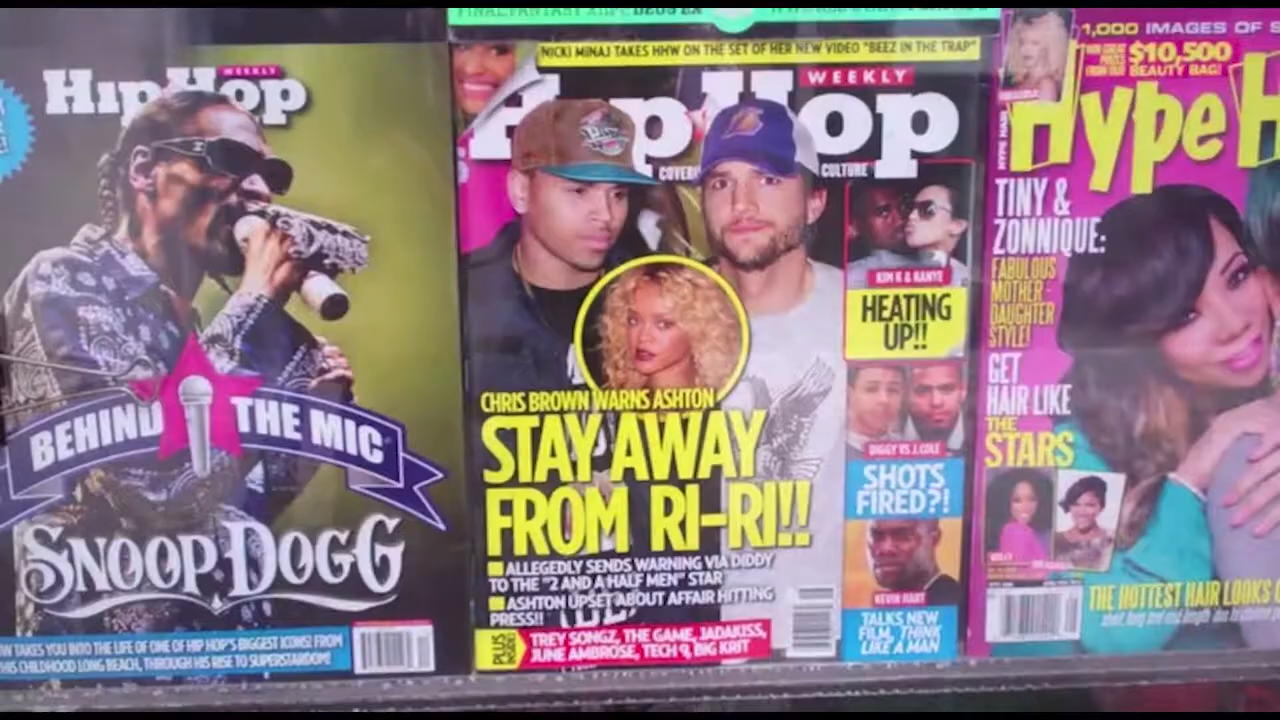 HipHop
WEEKLY
BEHIND THE MIC
SNOOP DOGG
TAKES YOU INTO THE LIFE OF ONE OF HIP HOP'S BIGGEST ICONS! FROM
HIS CHILDHOOD LONG BEACH, THROUGH HIS RISE TO SUPERSTARDOM!
NICKI MINAJ TAKES HHW ON THE SET OF HER NEW VIDEO "BEEZ IN THE TRAP"
WEEKLY
HipHop
CULTURE
KIM K & KANYE
HEATING
UP!!
CHRIS BROWN WARNS ASHTON
STAY AWAY
FROM RI-RI!!
ALLEGEDLY SENDS WARNING VIA DIDDY
TO THE "2 AND A HALF MEN" STAR
ASHTON UPSET ABOUT AFFAIR HITTING
PRESS!!
PLUS INSIDE!
TREY SONGZ, THE GAME, JADAKISS,
JUNE AMBROSE, TECH 9, BIG KRIT
DIGGY VS J.COLE
SHOTS
FIRED?!
KEVIN HART
TALKS NEW
FILM, THINK
LIKE A MAN
1,000 IMAGES OF
$10,500
BEAUTY BAG!
HYPE HAIR
Hype H
TINY &
ZONNIQUE:
FABULOUS
MOTHER-
DAUGHTER
STYLE!
GET
HAIR LIKE
THE
STARS
THE HOTTEST HAIR LOOKS